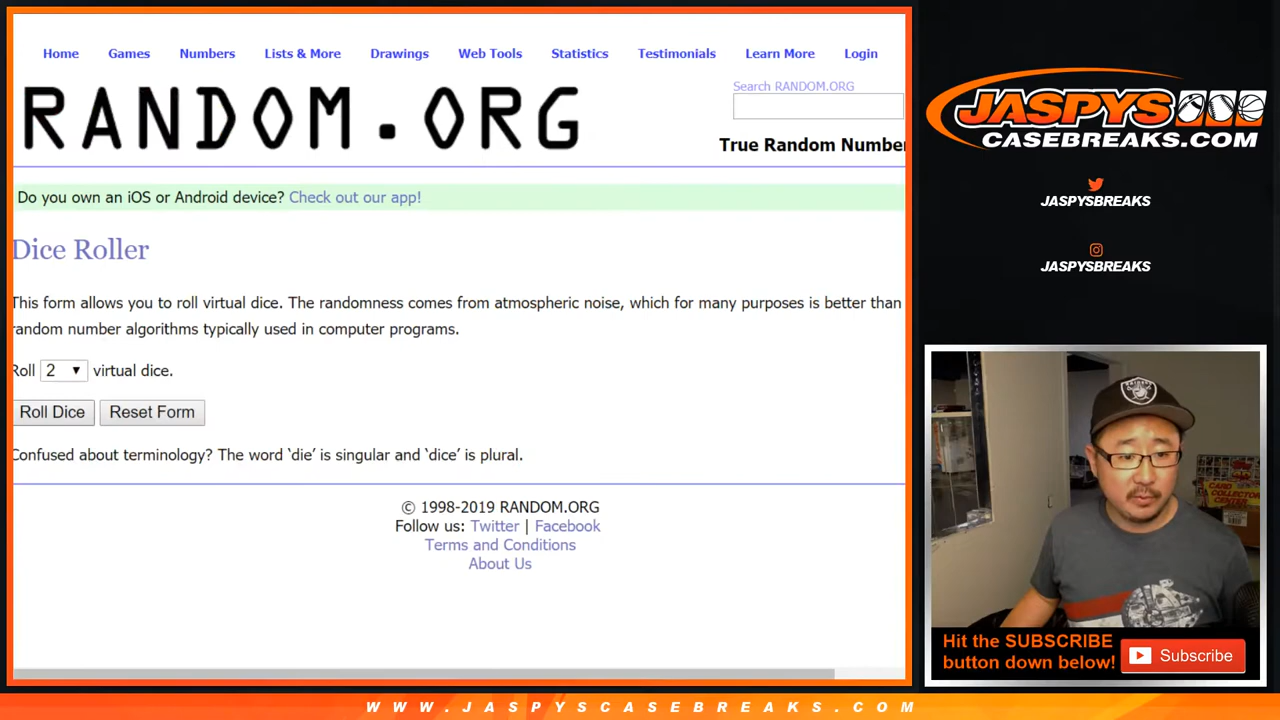 Home Games Numbers Lists & More Drawings Web Tools Statistics Testimonials Learn More Login
RANDOM.ORG
Search RANDOM.ORG
True Random Number
Do you own an iOS or Android device? Check out our app!
Dice Roller
This form allows you to roll virtual dice. The randomness comes from atmospheric noise, which for many purposes is better than
random number algorithms typically used in computer programs.
Roll 2 virtual dice.
Roll Dice Reset Form
Confused about terminology? The word ‘die’ is singular and ‘dice’ is plural.
© 1998-2019 RANDOM.ORG
Follow us: Twitter | Facebook
Terms and Conditions
About Us
JASPYS
CASEBREAKS.COM
JASPYSBREAKS
JASPYSBREAKS
CARD
COLLECTOR
CENTER
Hit the SUBSCRIBE
button down below!
Subscribe
WWW.JASPYSCASEBREAKS.COM